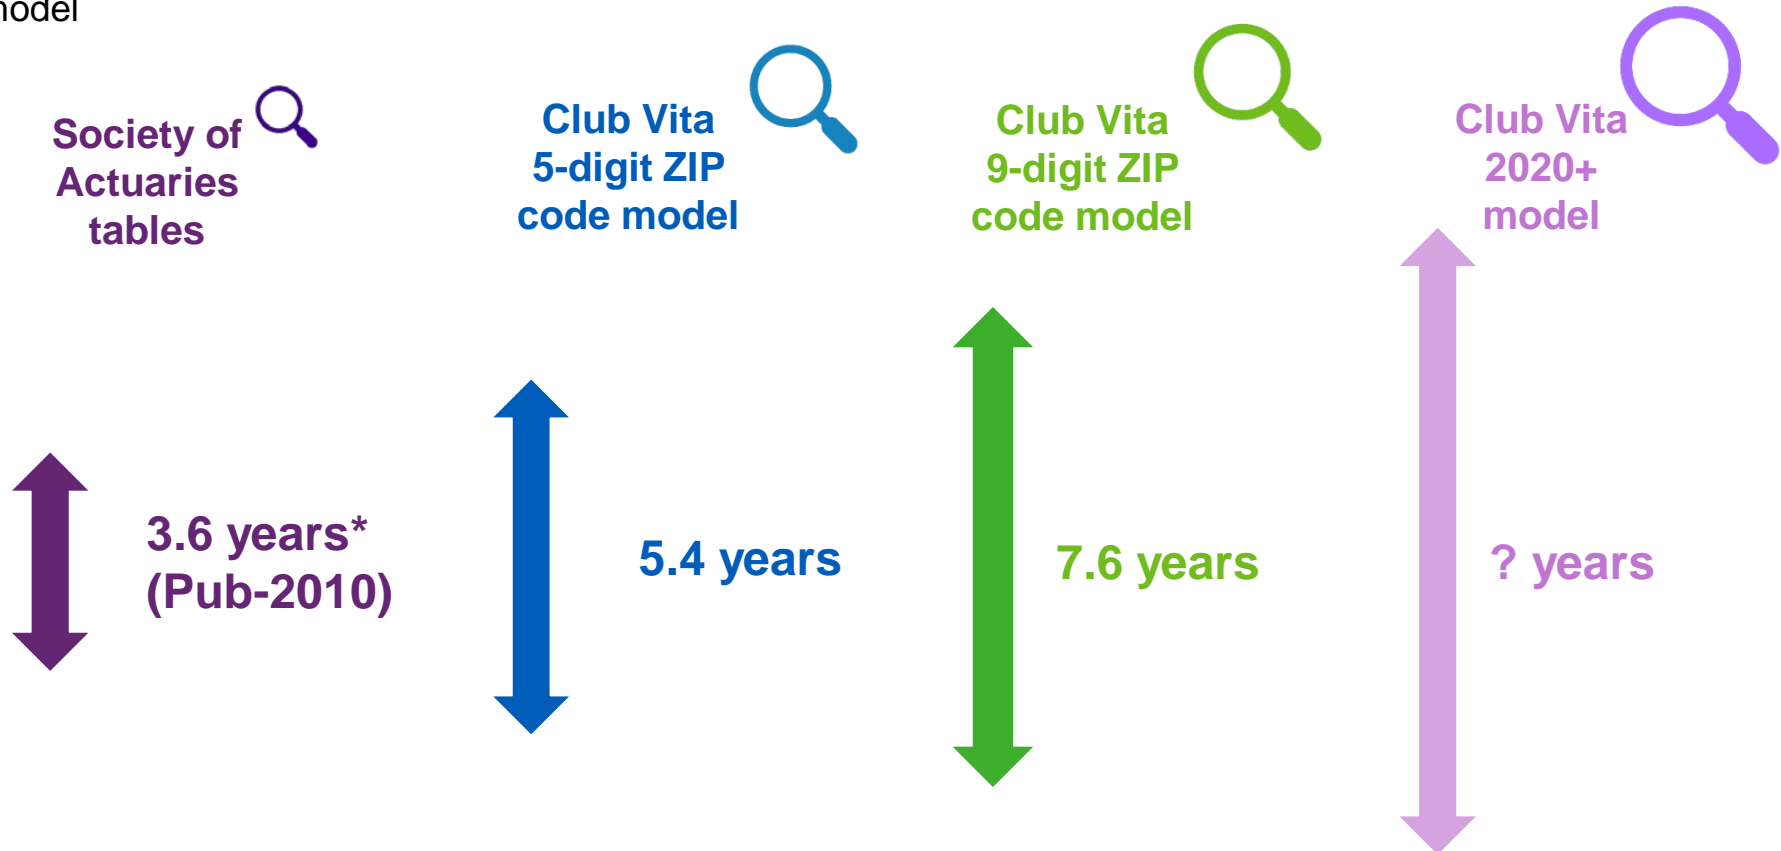 model
Society of
Actuaries
tables
Club Vita
5-digit ZIP
code model
Club Vita
9-digit ZIP
code model
Club Vita
2020+
model
3.6 years*
(Pub-2010)
5.4 years
7.6 years
? years